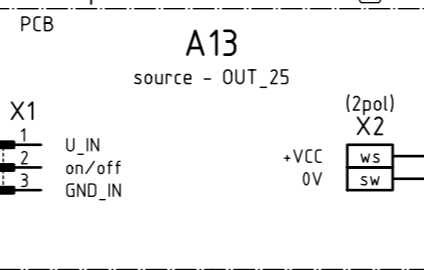 PCB
A13
source - OUT_25
X1
1 U_IN
2 on/off
3 GND_IN
(2pol)
X2
+VCC ws
0V sw